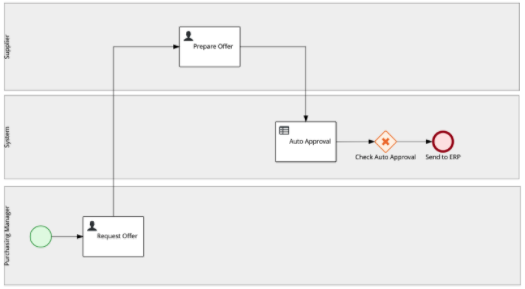 Supplier
Prepare Offer
System
Auto Approval
Check Auto Approval
Send to ERP
Purchasing Manager
Request Offer